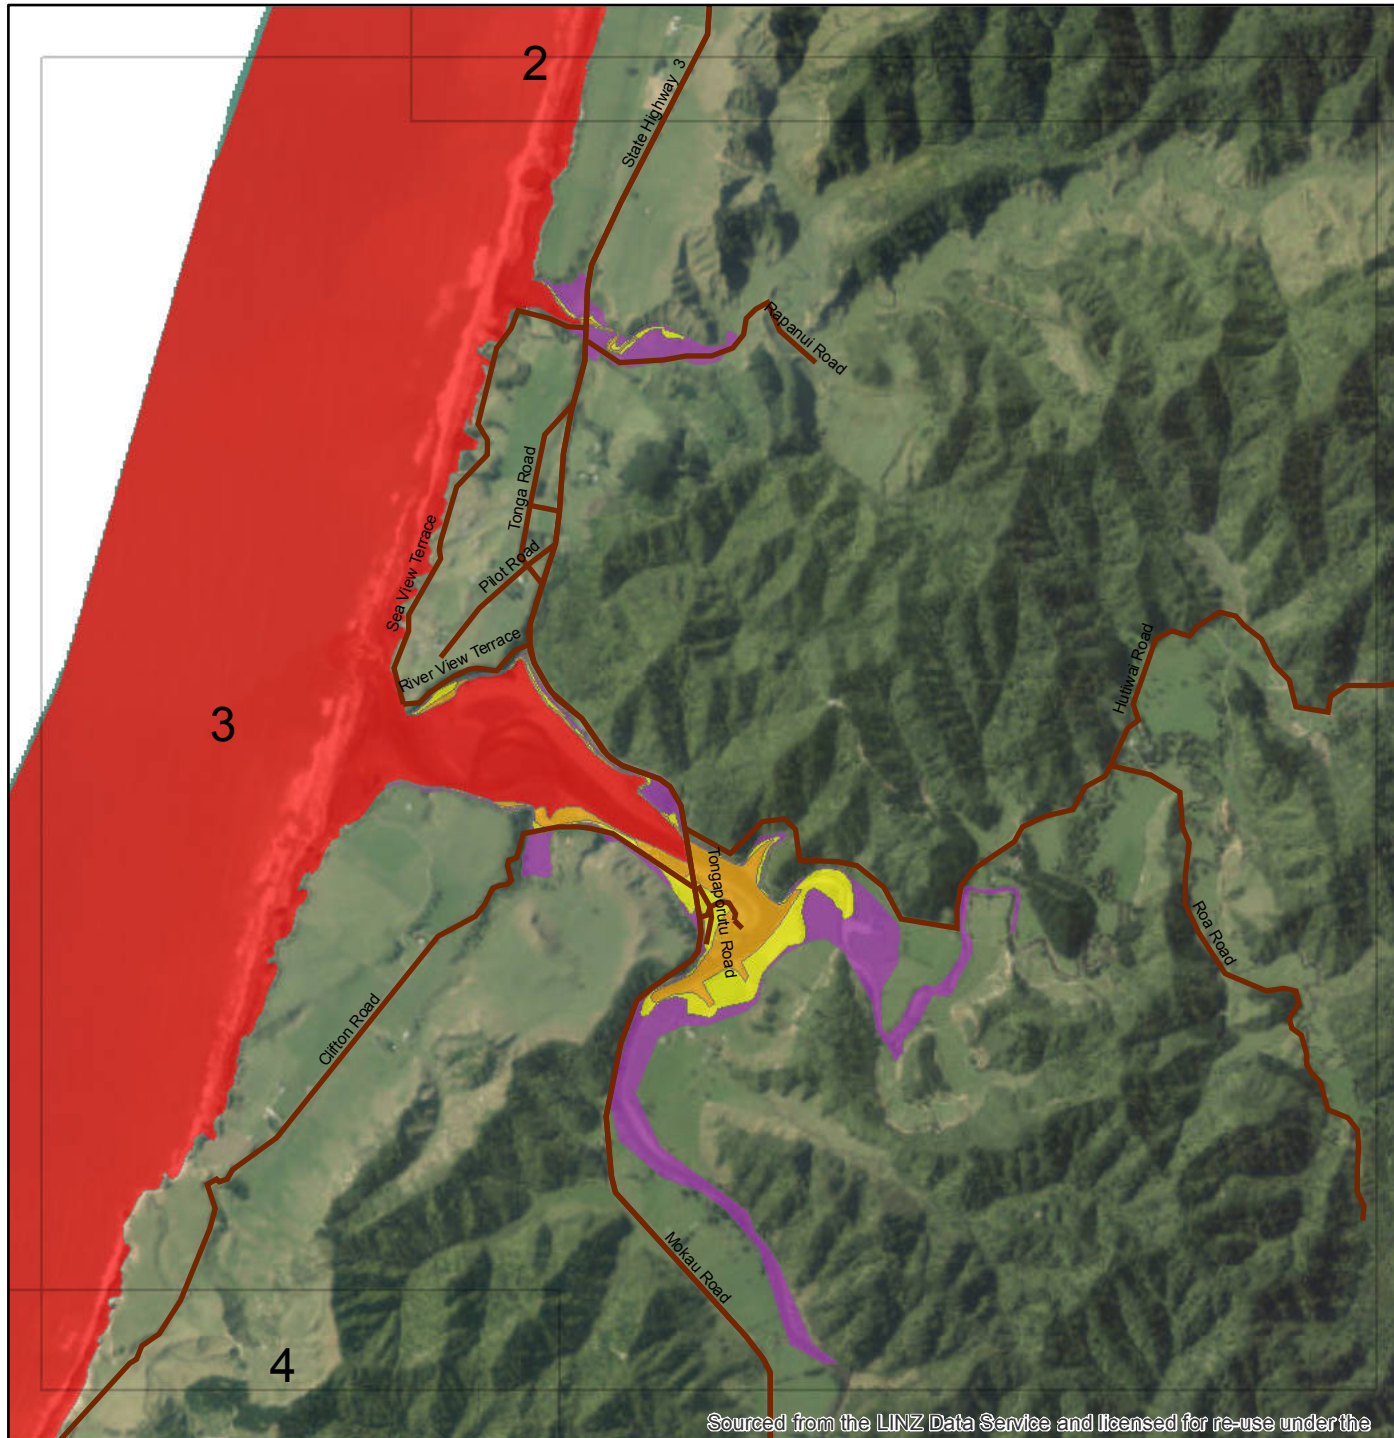 2
State Highway 3
Rapanui Road
Tonga Road
Pilot Road
Sea View Terrace
River View Terrace
Hutiwai Road
3
Tongaporutu Road
Roa Road
Clifton Road
Mokau Road
4
Sourced from the LINZ Data Service and licensed for re-use under the